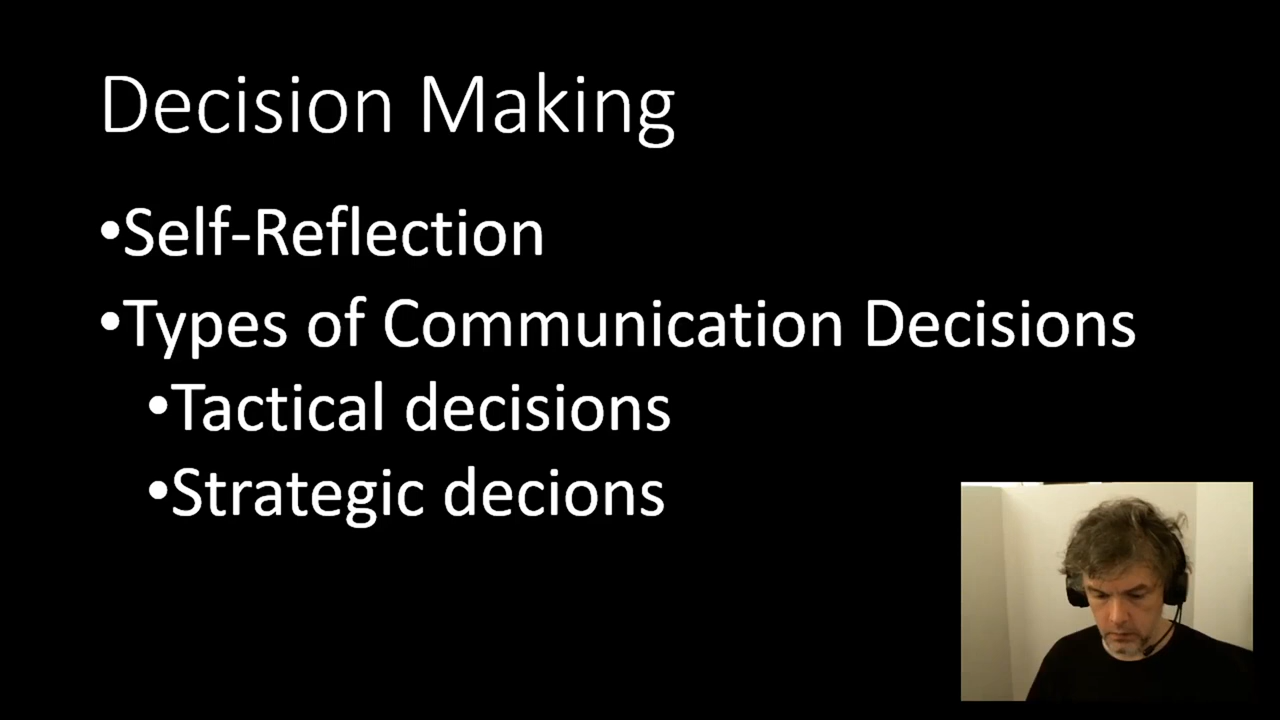 Decision Making
•Self-Reflection
•Types of Communication Decisions
•Tactical decisions
•Strategic decions